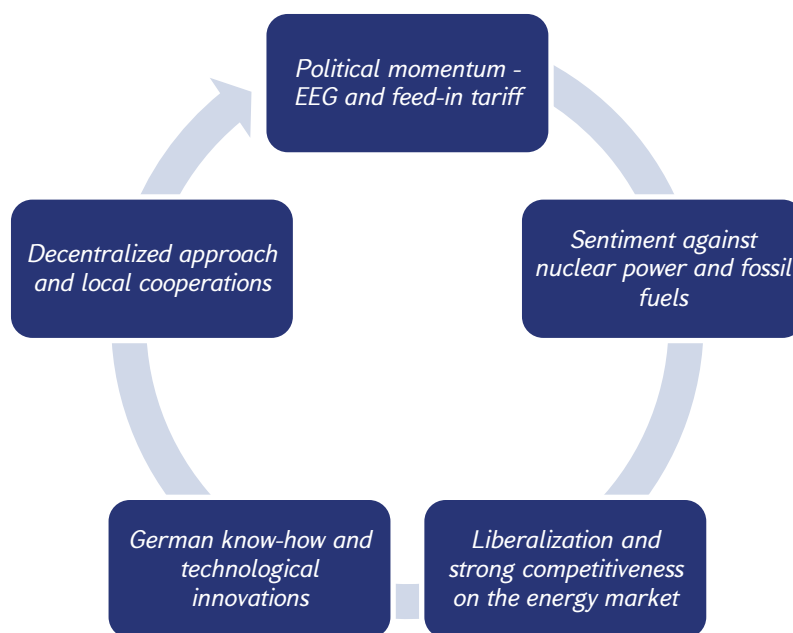 Political momentum -
EEG and feed-in tariff
Sentiment against
nuclear power and fossil
fuels
Liberalization and
strong competitiveness
on the energy market
German know-how and
technological
innovations
Decentralized approach
and local cooperations